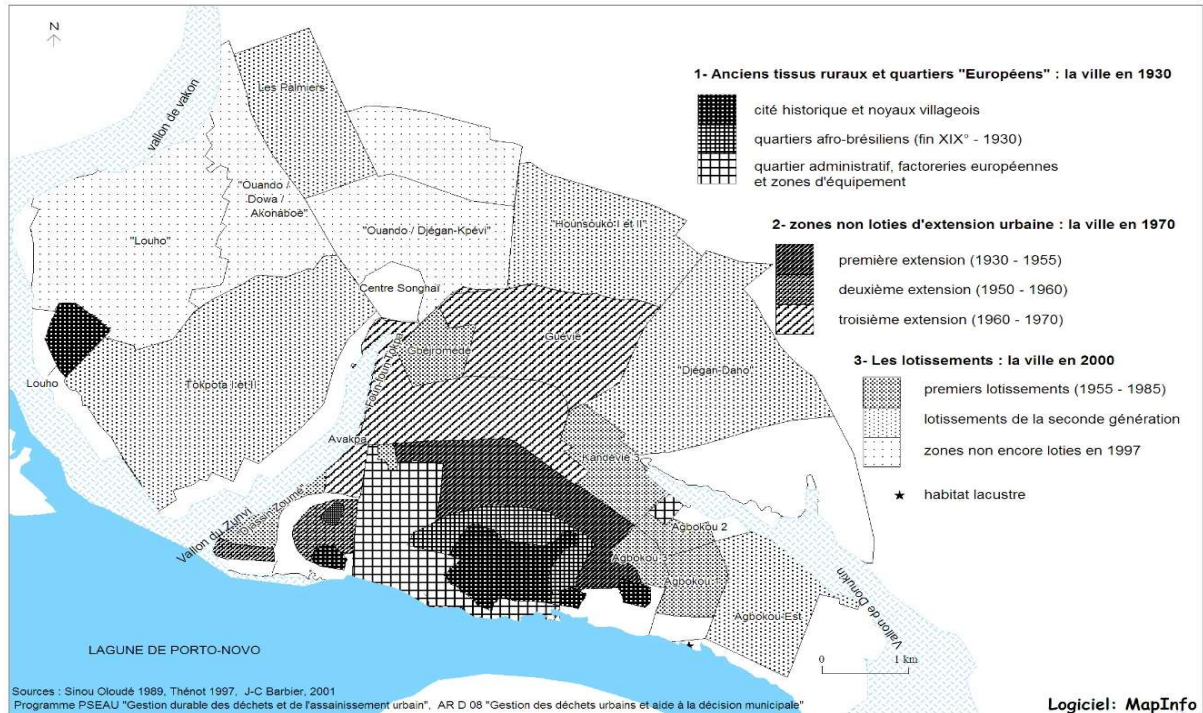 N
vallon de vakon
Les Palmiers
"Ouando /
Dowa /
Akonaboè"
"Louho"
"Ouando / Djégan-Kpévi"
"Hounsouko I et II"
Centre Songhaï
Guévié
"Djégan-Daho"
Louho
Tokpota I et II
Avakpa
Kandévié
Vallon du Zunvi
Agbokou 2
Agbokou
Agbokou
Agbokou-Est
Vallon de Donukin
LAGUNE DE PORTO-NOVO
0 1 km
1- Anciens tissus ruraux et quartiers "Européens" : la ville en 1930
cité historique et noyaux villageois
quartiers afro-brésiliens (fin XIX° - 1930)
quartier administratif, factoreries européennes
et zones d'équipement
2- zones non loties d'extension urbaine : la ville en 1970
première extension (1930 - 1955)
deuxième extension (1950 - 1960)
troisième extension (1960 - 1970)
3- Les lotissements : la ville en 2000
premiers lotissements (1955 - 1985)
lotissements de la seconde génération
zones non encore loties en 1997
habitat lacustre
Sources : Sinou Oloudé 1989, Thénot 1997, J-C Barbier, 2001
Programme PSEAU "Gestion durable des déchets et de l'assainissement urbain", AR D 08 "Gestion des déchets urbains et aide à la décision municipale"
Logiciel: MapInfo